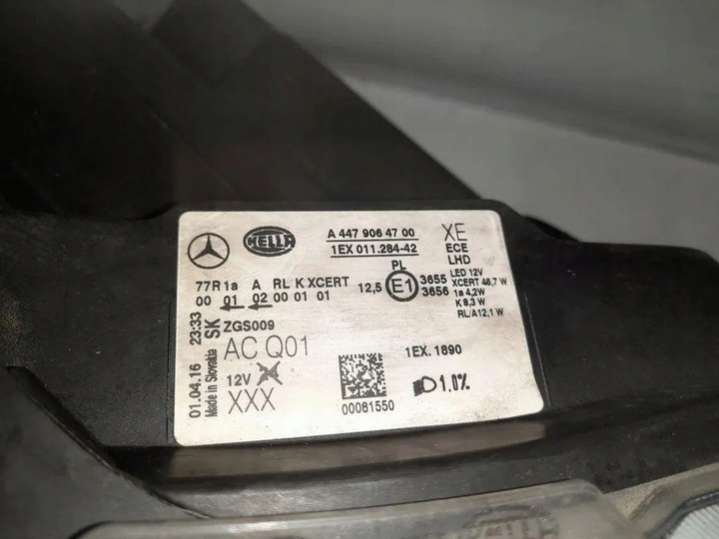 HELLA
A 447 906 4700
1EX 011.284-42
XE
ECE
LHD
PL
77R 1a A RL K XCERT
00 01 02 00 01 01
12,5
E1
3655
3656
LED 12V
XCERT 46,7 W
1a 4,2W
K 8,3 W
RL/A12,1 W
01.04.16 23:33
Made in Slovakia SK
ZGS009
AC Q01
1EX.1890
12V
XXX
00081550
1.0%